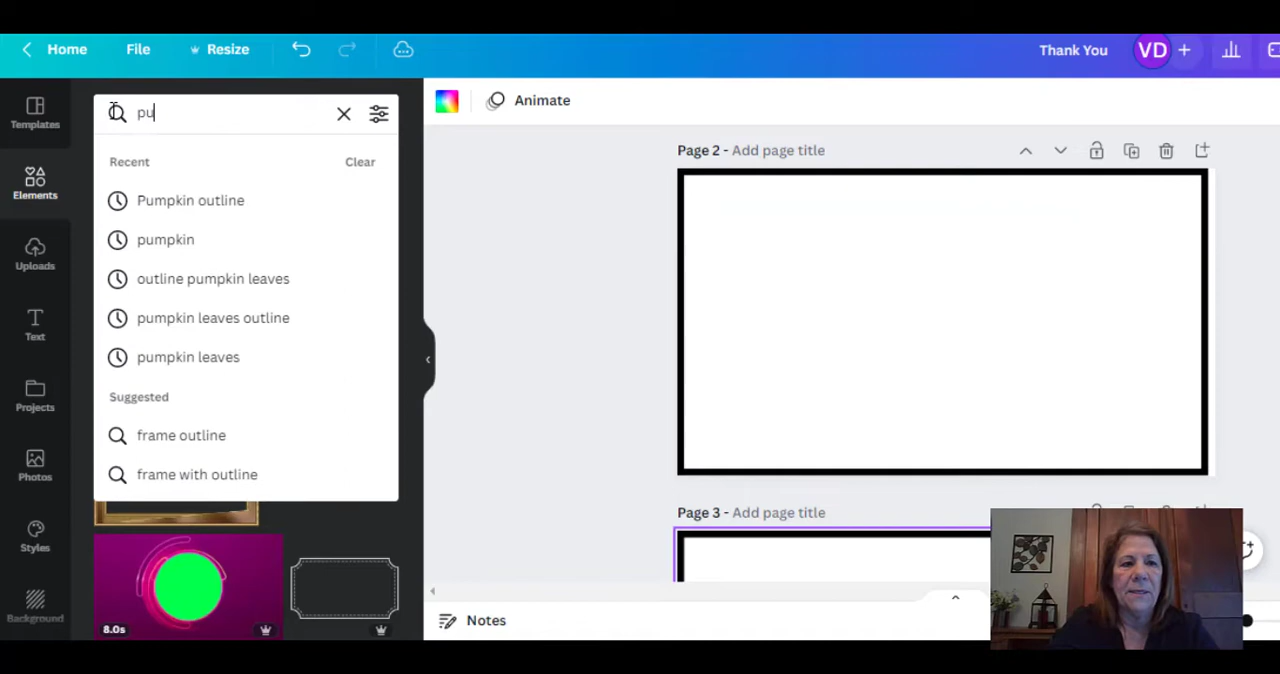 Home
File
Resize
Thank You
VD
Templates
Elements
Uploads
Text
Projects
Photos
Styles
Background
pu
Recent
Clear
Pumpkin outline
pumpkin
outline pumpkin leaves
pumpkin leaves outline
pumpkin leaves
Suggested
frame outline
frame with outline
8.0s
Animate
Page 2 - Add page title
Page 3 - Add page title
Notes